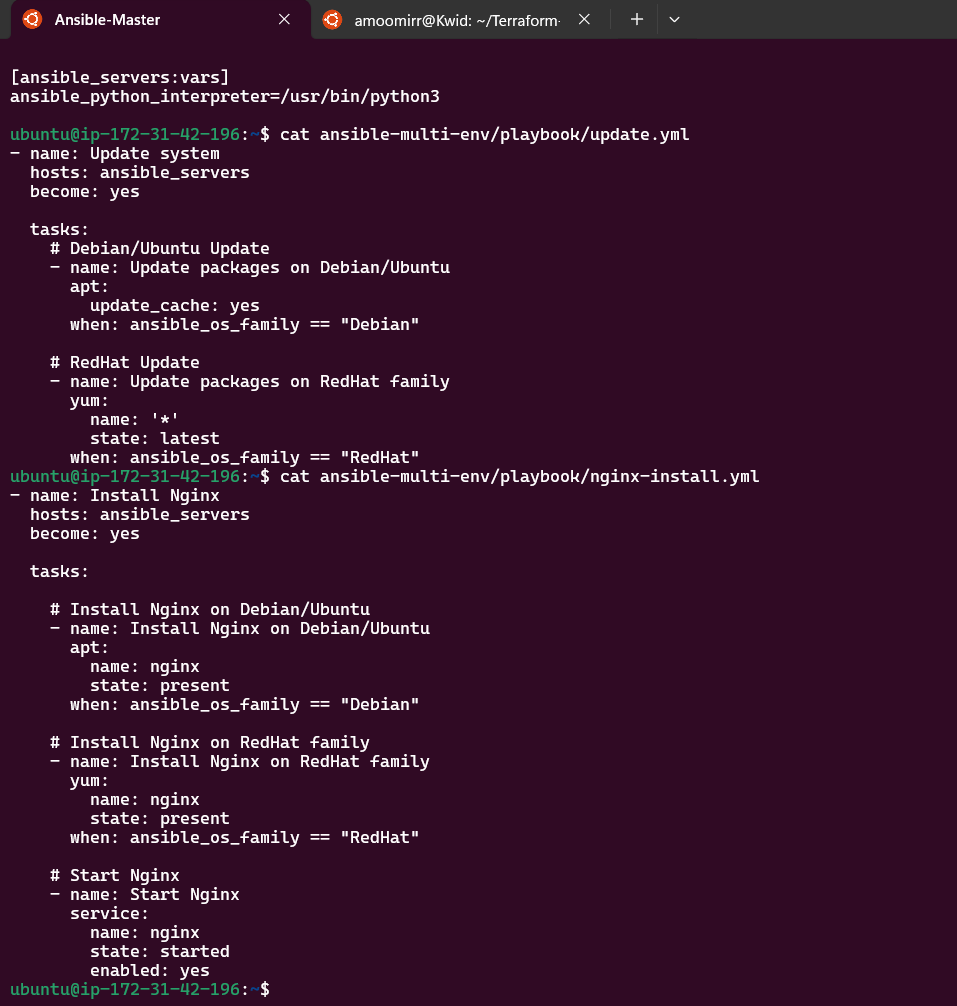 Ansible-Master
amoomirr@Kwid: ~/Terraform-
[ansible_servers:vars]
ansible_python_interpreter=/usr/bin/python3
ubuntu@ip-172-31-42-196:~$ cat ansible-multi-env/playbook/update.yml
- name: Update system
  hosts: ansible_servers
  become: yes
  tasks:
    # Debian/Ubuntu Update
    - name: Update packages on Debian/Ubuntu
      apt:
        update_cache: yes
      when: ansible_os_family == "Debian"
    # RedHat Update
    - name: Update packages on RedHat family
      yum:
        name: '*'
        state: latest
      when: ansible_os_family == "RedHat"
ubuntu@ip-172-31-42-196:~$ cat ansible-multi-env/playbook/nginx-install.yml
- name: Install Nginx
  hosts: ansible_servers
  become: yes
  tasks:
    # Install Nginx on Debian/Ubuntu
    - name: Install Nginx on Debian/Ubuntu
      apt:
        name: nginx
        state: present
      when: ansible_os_family == "Debian"
    # Install Nginx on RedHat family
    - name: Install Nginx on RedHat family
      yum:
        name: nginx
        state: present
      when: ansible_os_family == "RedHat"
    # Start Nginx
    - name: Start Nginx
      service:
        name: nginx
        state: started
        enabled: yes
ubuntu@ip-172-31-42-196:~$